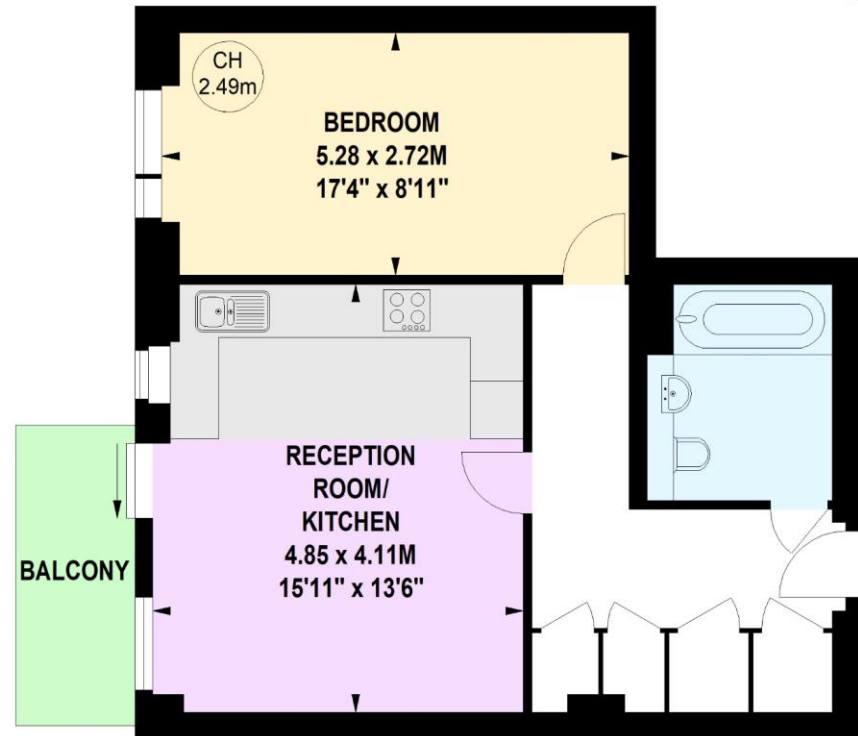 CH
2.49m
BEDROOM
5.28 x 2.72M
17'4" x 8'11"
RECEPTION
ROOM/
KITCHEN
4.85 x 4.11M
15'11" x 13'6"
BALCONY